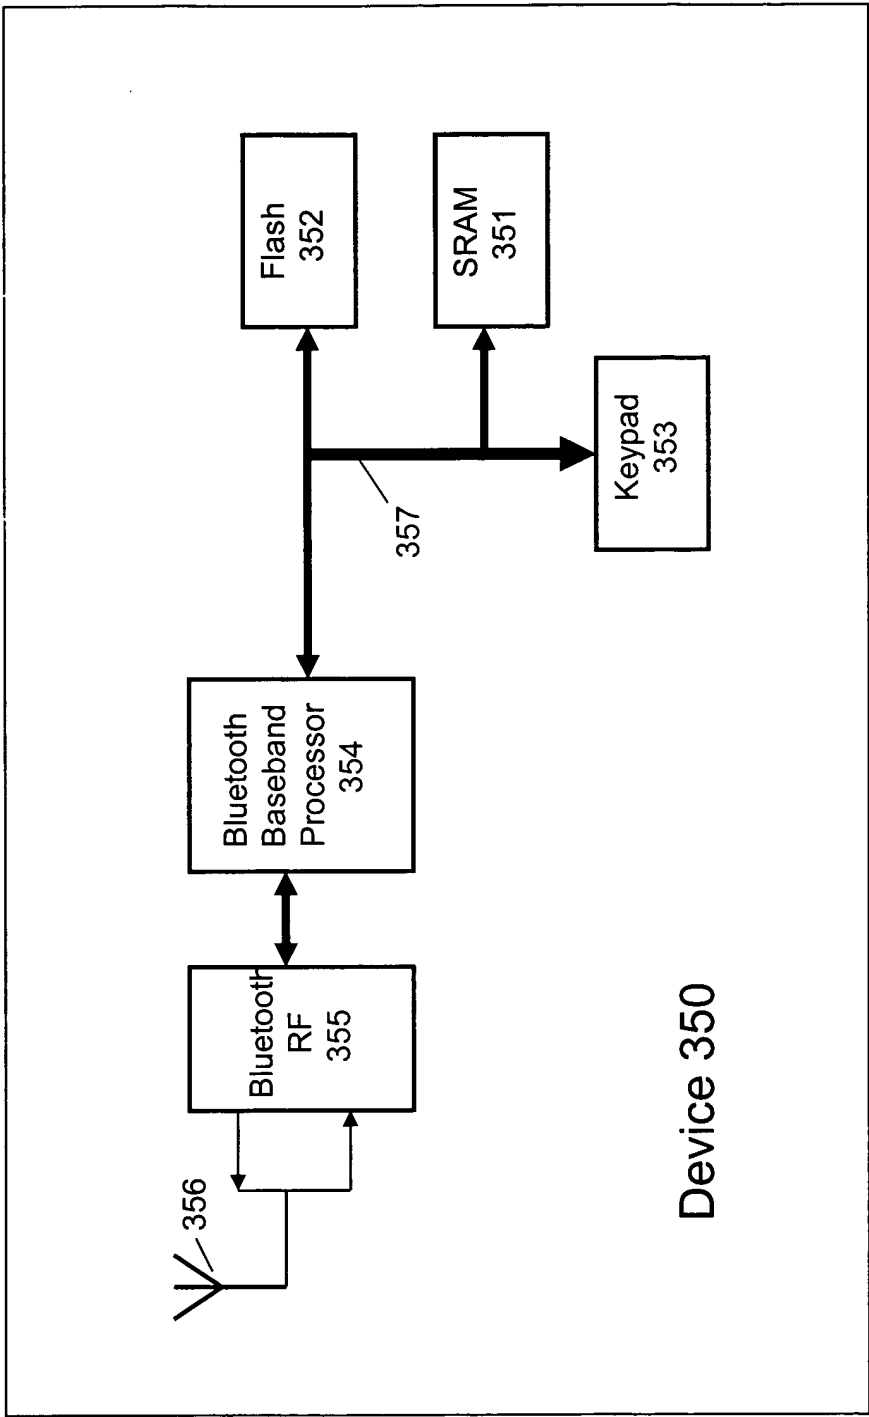 356
Bluetooth
RF
355
Bluetooth
Baseband
Processor
354
357
Flash
352
SRAM
351
Keypad
353
Device 350